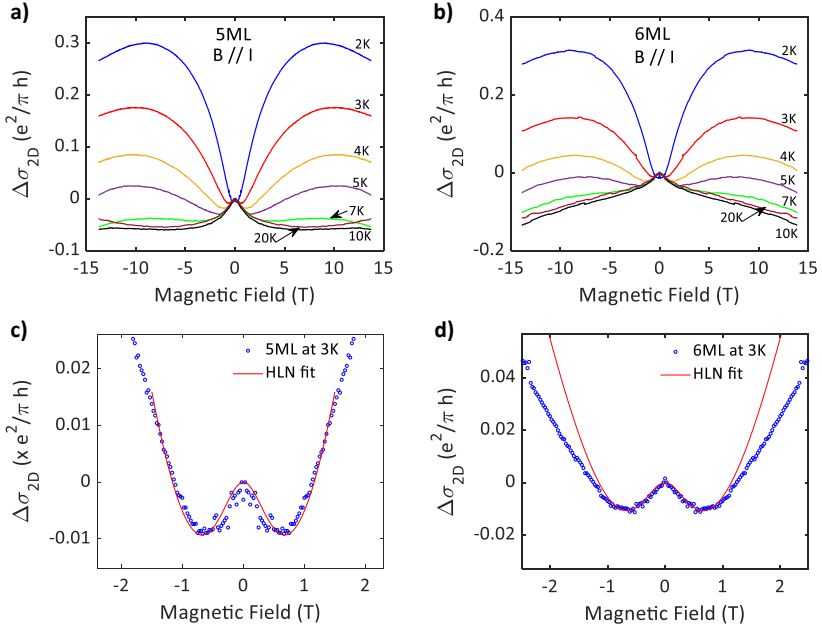 a)
5ML
B // I
2K
3K
4K
5K
7K
20K
10K
0.3
0.2
0.1
0
-0.1
-15
-10
-5
0
5
10
15
Δσ2D (e²/π h)
Magnetic Field (T)
b)
6ML
B // I
2K
3K
4K
5K
7K
20K
10K
0.4
0.2
0
-0.2
-15
-10
-5
0
5
10
15
Δσ2D (e²/π h)
Magnetic Field (T)
c)
5ML at 3K
HLN fit
0.02
0.01
0
-0.01
-2
-1
0
1
2
Δσ2D (x e²/π h)
Magnetic Field (T)
d)
6ML at 3K
HLN fit
0.04
0.02
0
-0.02
-2
-1
0
1
2
Δσ2D (e²/π h)
Magnetic Field (T)